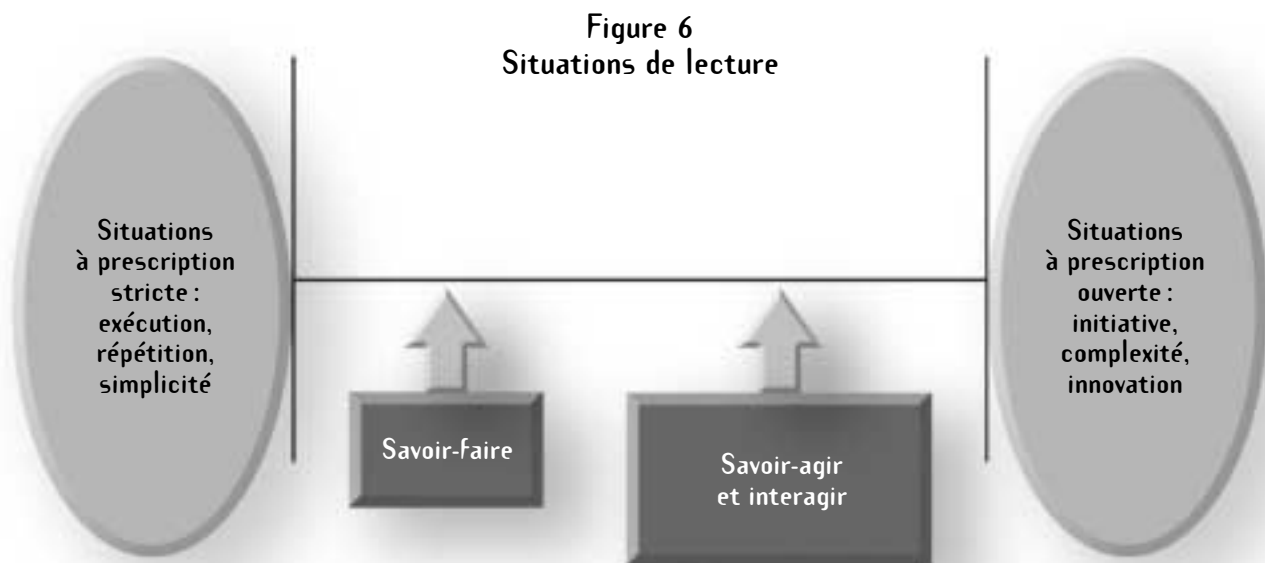 Figure 6
Situations de lecture
Situations
à prescription
stricte :
exécution,
répétition,
simplicité
Savoir-faire
Savoir-agir
et interagir
Situations
à prescription
ouverte :
initiative,
complexité,
innovation